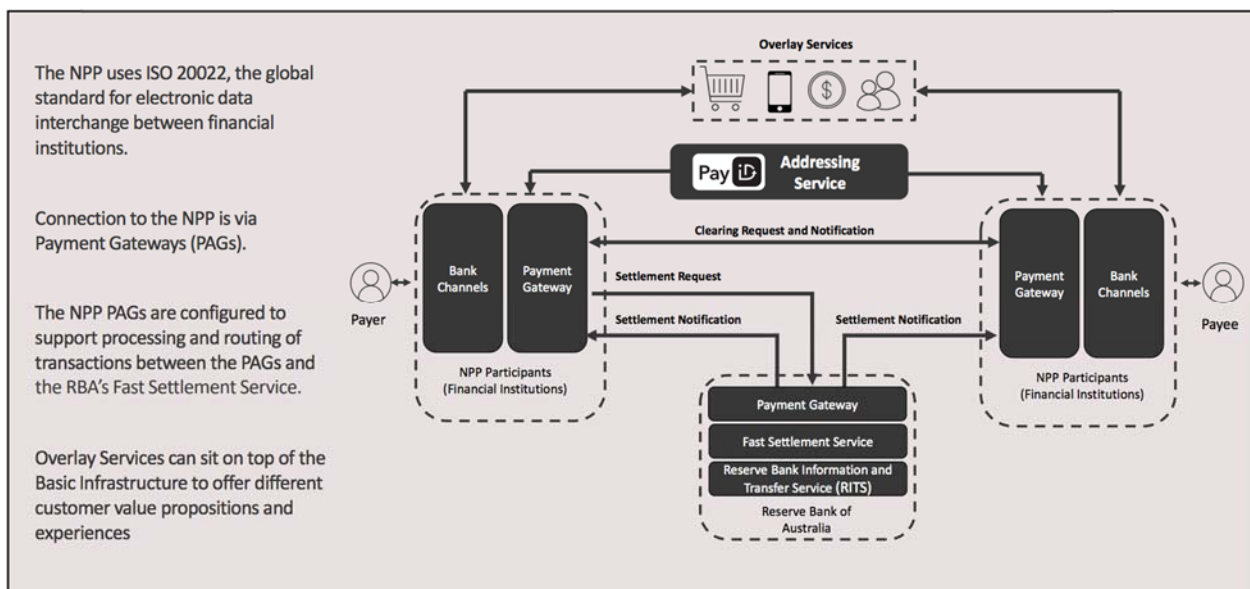 The NPP uses ISO 20022, the global
standard for electronic data
interchange between financial
institutions.
Connection to the NPP is via
Payment Gateways (PAGs).
The NPP PAGs are configured to
support processing and routing of
transactions between the PAGs and
the RBA's Fast Settlement Service.
Overlay Services can sit on top of the
Basic Infrastructure to offer different
customer value propositions and
experiences
Overlay Services
$
Pay iD
Addressing
Service
Clearing Request and Notification
Settlement Request
Settlement Notification
Settlement Notification
Payer
Bank
Channels
Payment
Gateway
NPP Participants
(Financial Institutions)
Payment
Gateway
Bank
Channels
NPP Participants
(Financial Institutions)
Payee
Payment Gateway
Fast Settlement Service
Reserve Bank Information and
Transfer Service (RITS)
Reserve Bank of
Australia